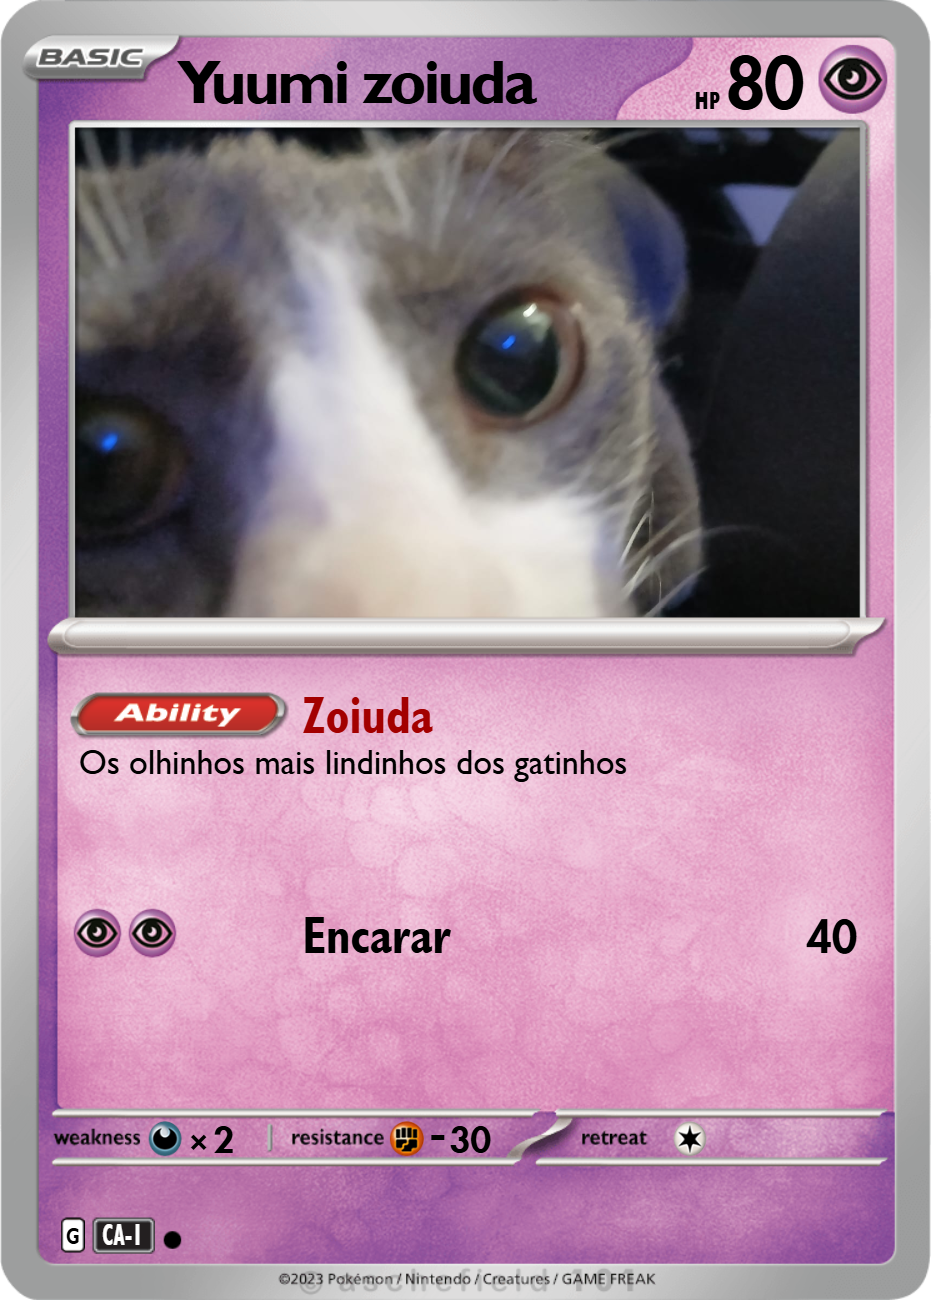 BASIC
Yuumi zoiuda
HP 80
Ability Zoiuda
Os olhinhos mais lindinhos dos gatinhos
Encarar 40
weakness ×2 resistance -30 retreat
G CA-I
©2023 Pokémon / Nintendo / Creatures / GAME FREAK